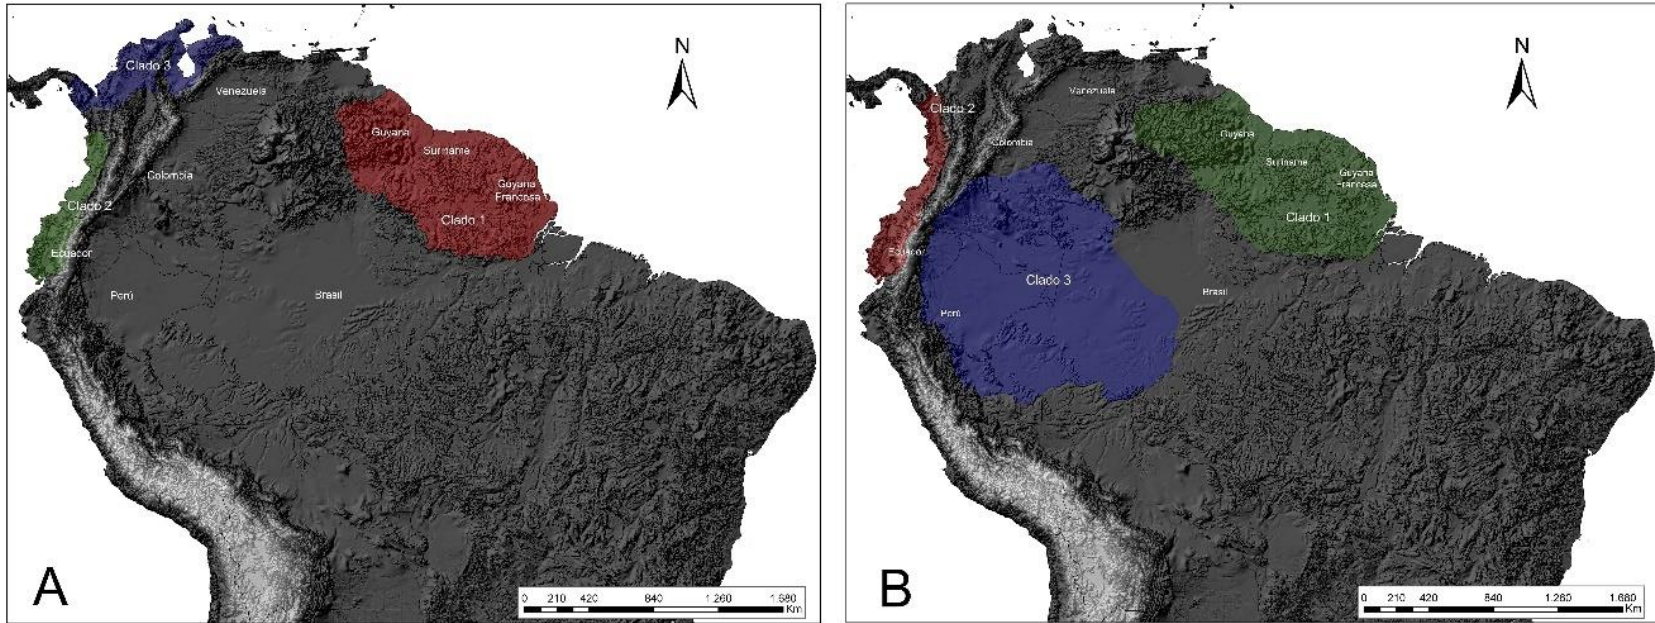 N
Clado 3
Venezuela
Guyana
Suriname
Colombia
Guyana
Francesa
Clado 2
Clado 1
Ecuador
Perú
Brasil
A
0 210 420 840 1.260 1.680
Km
N
Venezuela
Clado 2
Guyana
Colombia
Suriname
Guyana
Francesa
Clado 1
Ecuador
Clado 3
Brasil
Perú
B
0 210 420 840 1.260 1.680
Km